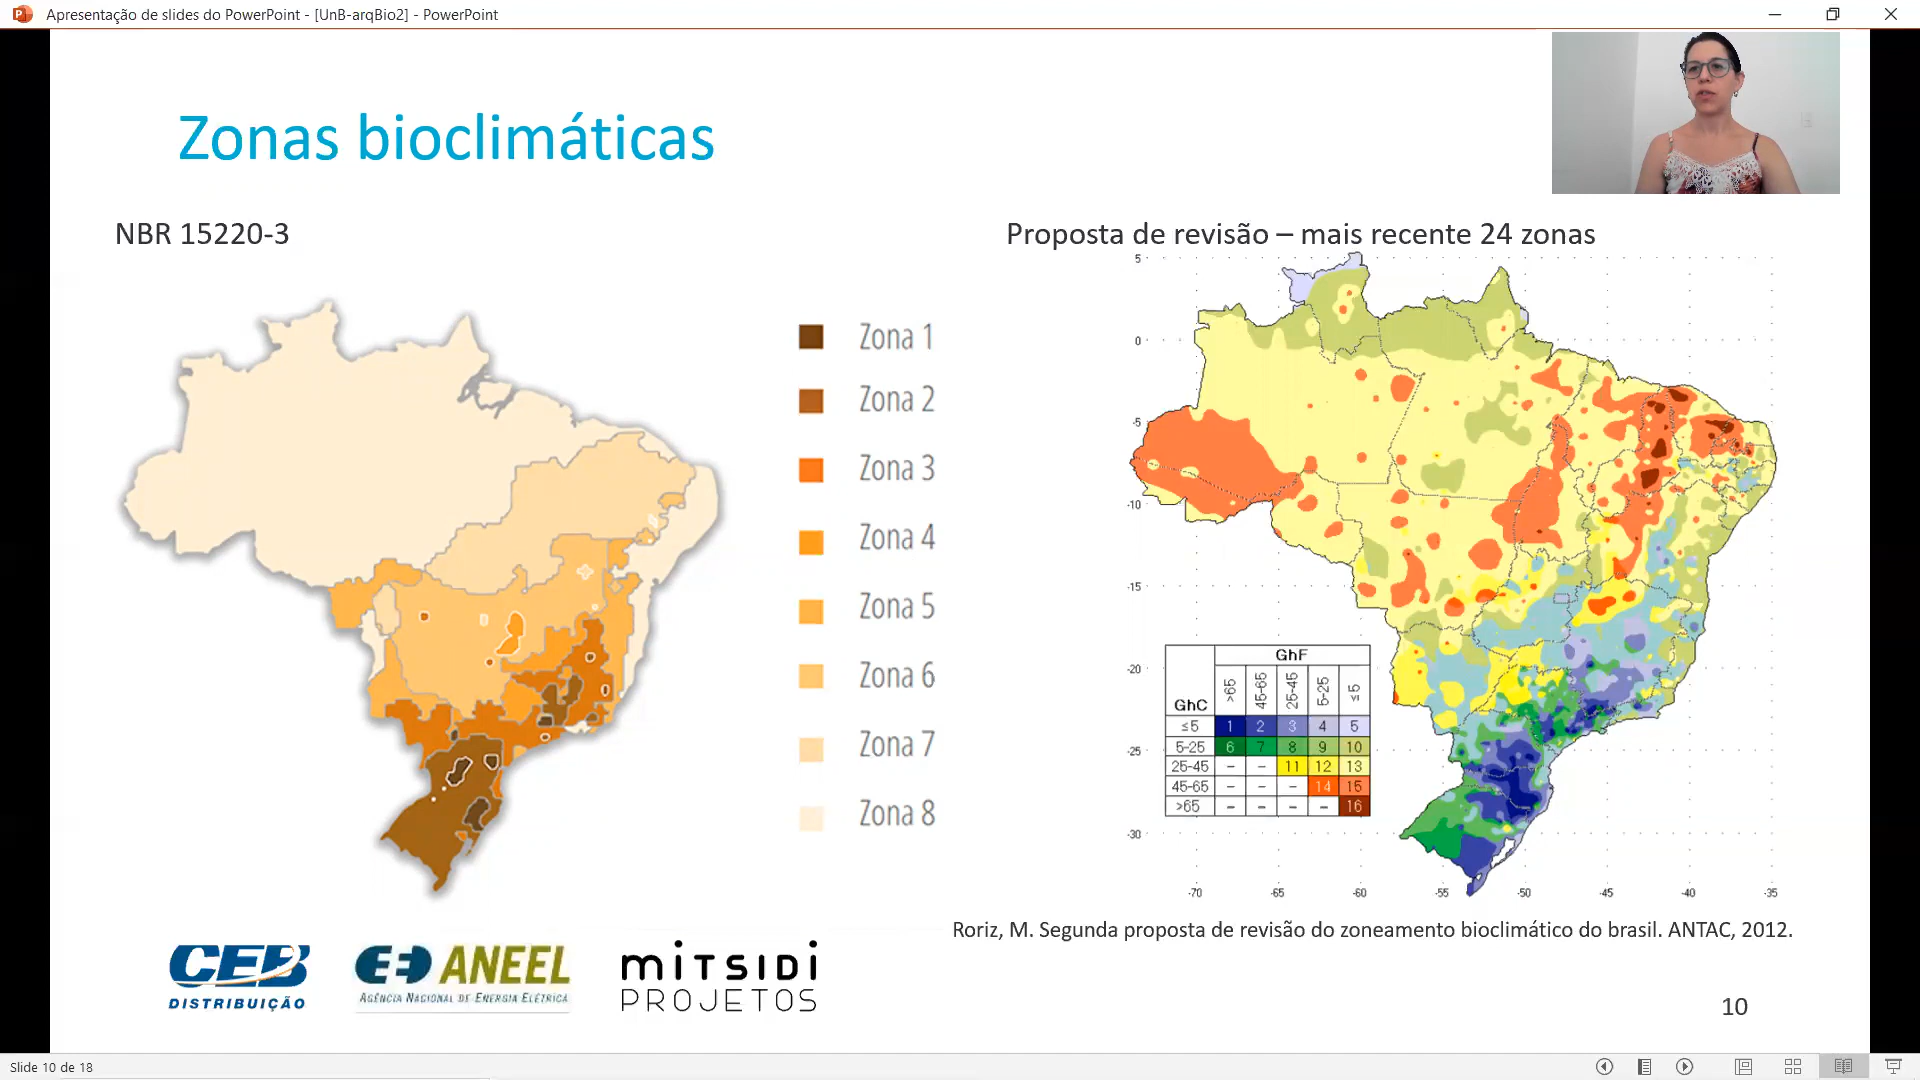 Apresentação de slides do PowerPoint - [UnB-arqBio2] - PowerPoint
Zonas bioclimáticas
NBR 15220-3
Zona 1
Zona 2
Zona 3
Zona 4
Zona 5
Zona 6
Zona 7
Zona 8
Proposta de revisão – mais recente 24 zonas
5
0
-5
-10
-15
-20
-25
-30
-70 -65 -60 -55 -50 -45 -40 -35
GhF
GhC >65 45-65 25-45 5-25 ≤5
≤5 1 2 3 4 5
5-25 6 7 8 9 10
25-45 – – 11 12 13
45-65 – – – 14 15
>65 – – – – 16
Roriz, M. Segunda proposta de revisão do zoneamento bioclimático do brasil. ANTAC, 2012.
CEB
DISTRIBUIÇÃO
ANEEL
AGÊNCIA NACIONAL DE ENERGIA ELÉTRICA
MITSIDI
PROJETOS
10
Slide 10 de 18